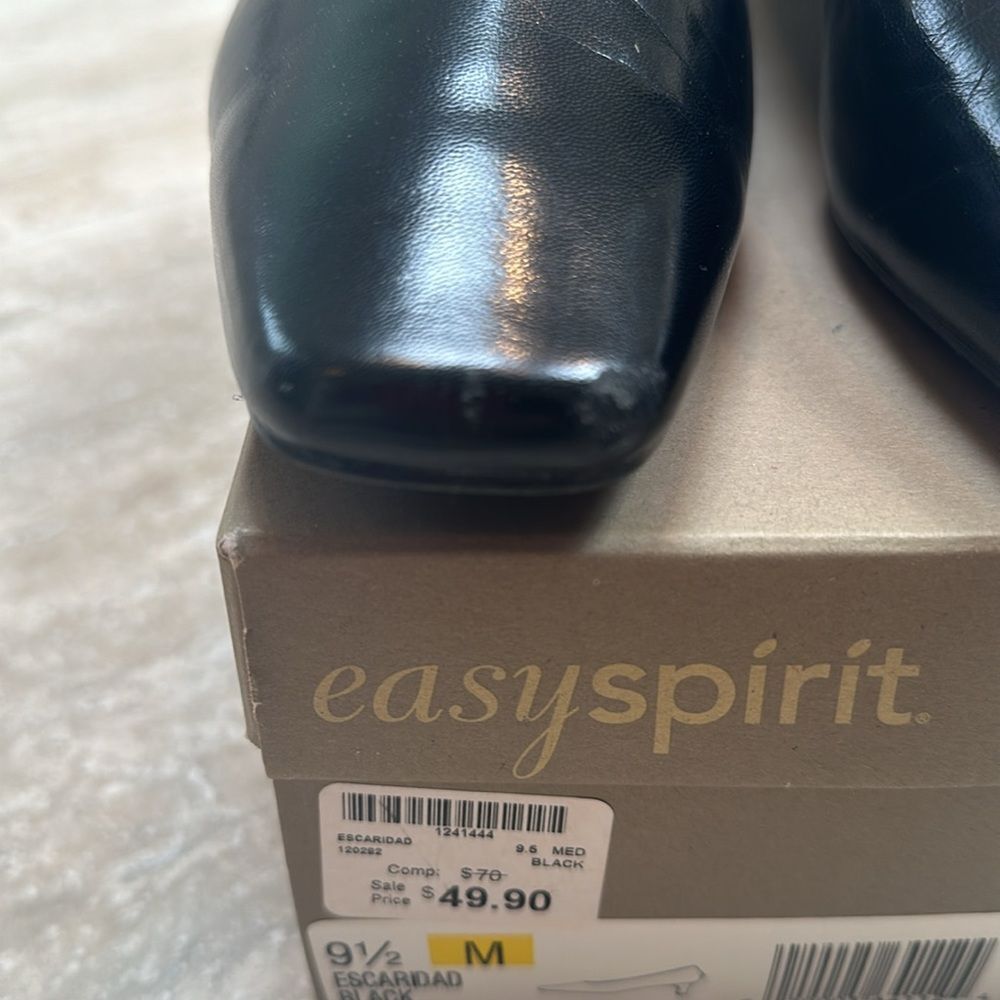 easyspirit®
1241444
ESCARIDAD 9.5 MED
120282 BLACK
Comp: $70
Sale
Price $49.90
9½ M
ESCARIDAD
BLACK